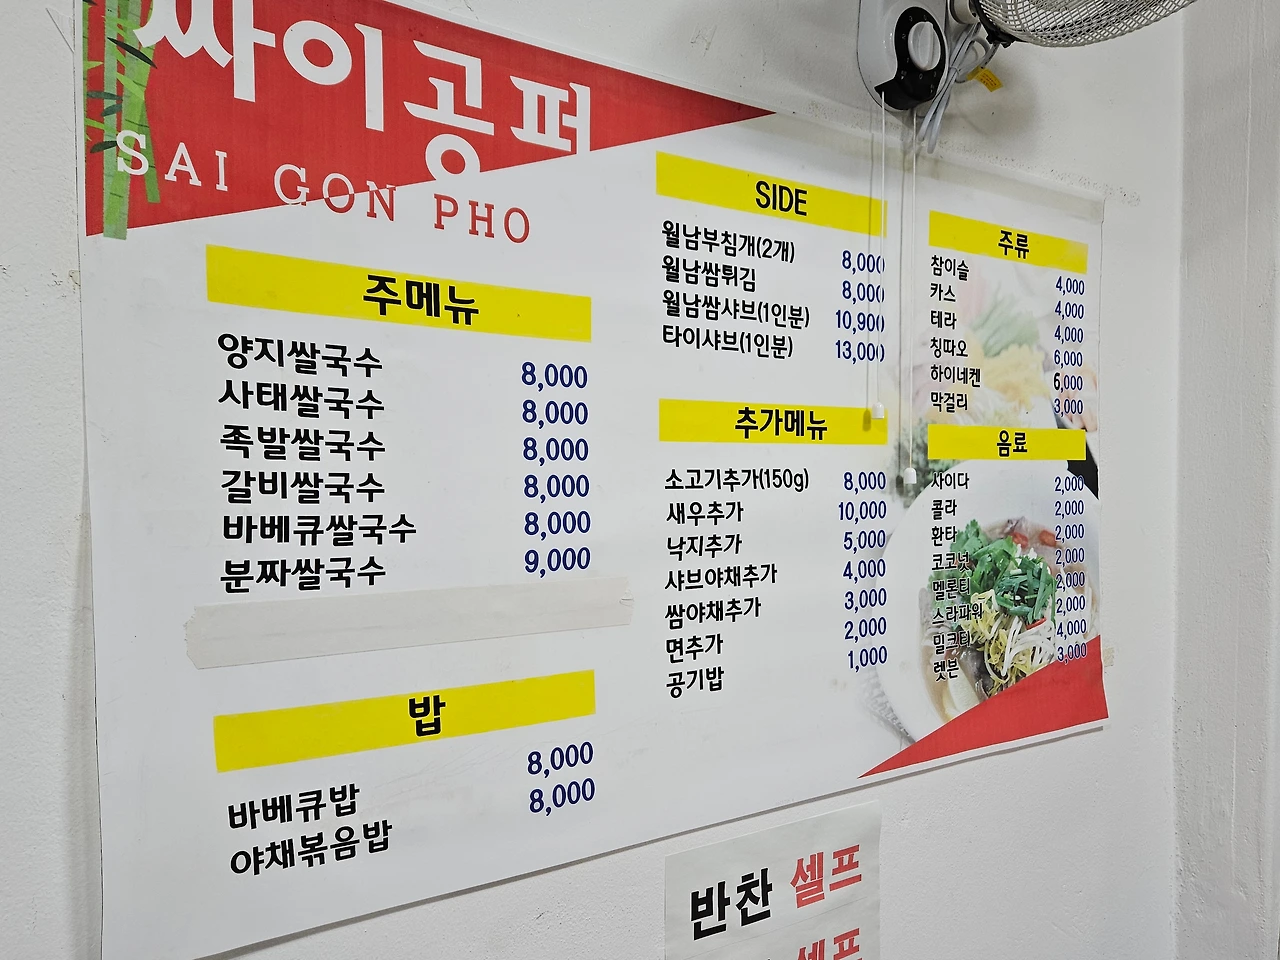 싸이공퍼
SAI GON PHO
주메뉴
양지쌀국수 8,000
사태쌀국수 8,000
족발쌀국수 8,000
갈비쌀국수 8,000
바베큐쌀국수 8,000
분짜쌀국수 9,000
밥
바베큐밥 8,000
야채볶음밥 8,000
SIDE
월남부침개(2개) 8,000
월남쌈튀김 8,000
월남쌈샤브(1인분) 10,900
타이샤브(1인분) 13,000
추가메뉴
소고기추가(150g) 8,000
새우추가 10,000
낙지추가 5,000
샤브야채추가 4,000
쌈야채추가 3,000
면추가 2,000
공기밥 1,000
주류
참이슬 4,000
카스 4,000
테라 4,000
칭따오 6,000
하이네켄 6,000
막걸리 3,000
음료
사이다 2,000
콜라 2,000
환타 2,000
코코넛 2,000
멜론티 2,000
스라파워 2,000
밀크티 4,000
렛븐 3,000
반찬 셀프
셀프